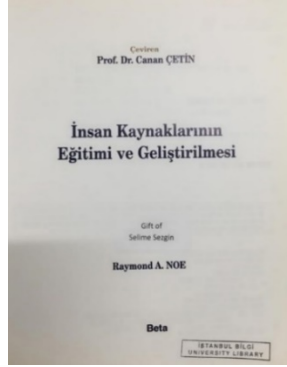 Çeviren
Prof. Dr. Canan ÇETİN
İnsan Kaynaklarının
Eğitimi ve Geliştirilmesi
Gift of
Selime Sezgin
Raymond A. NOE
Beta
İSTANBUL BİLGİ
UNIVERSITY LIBRARY